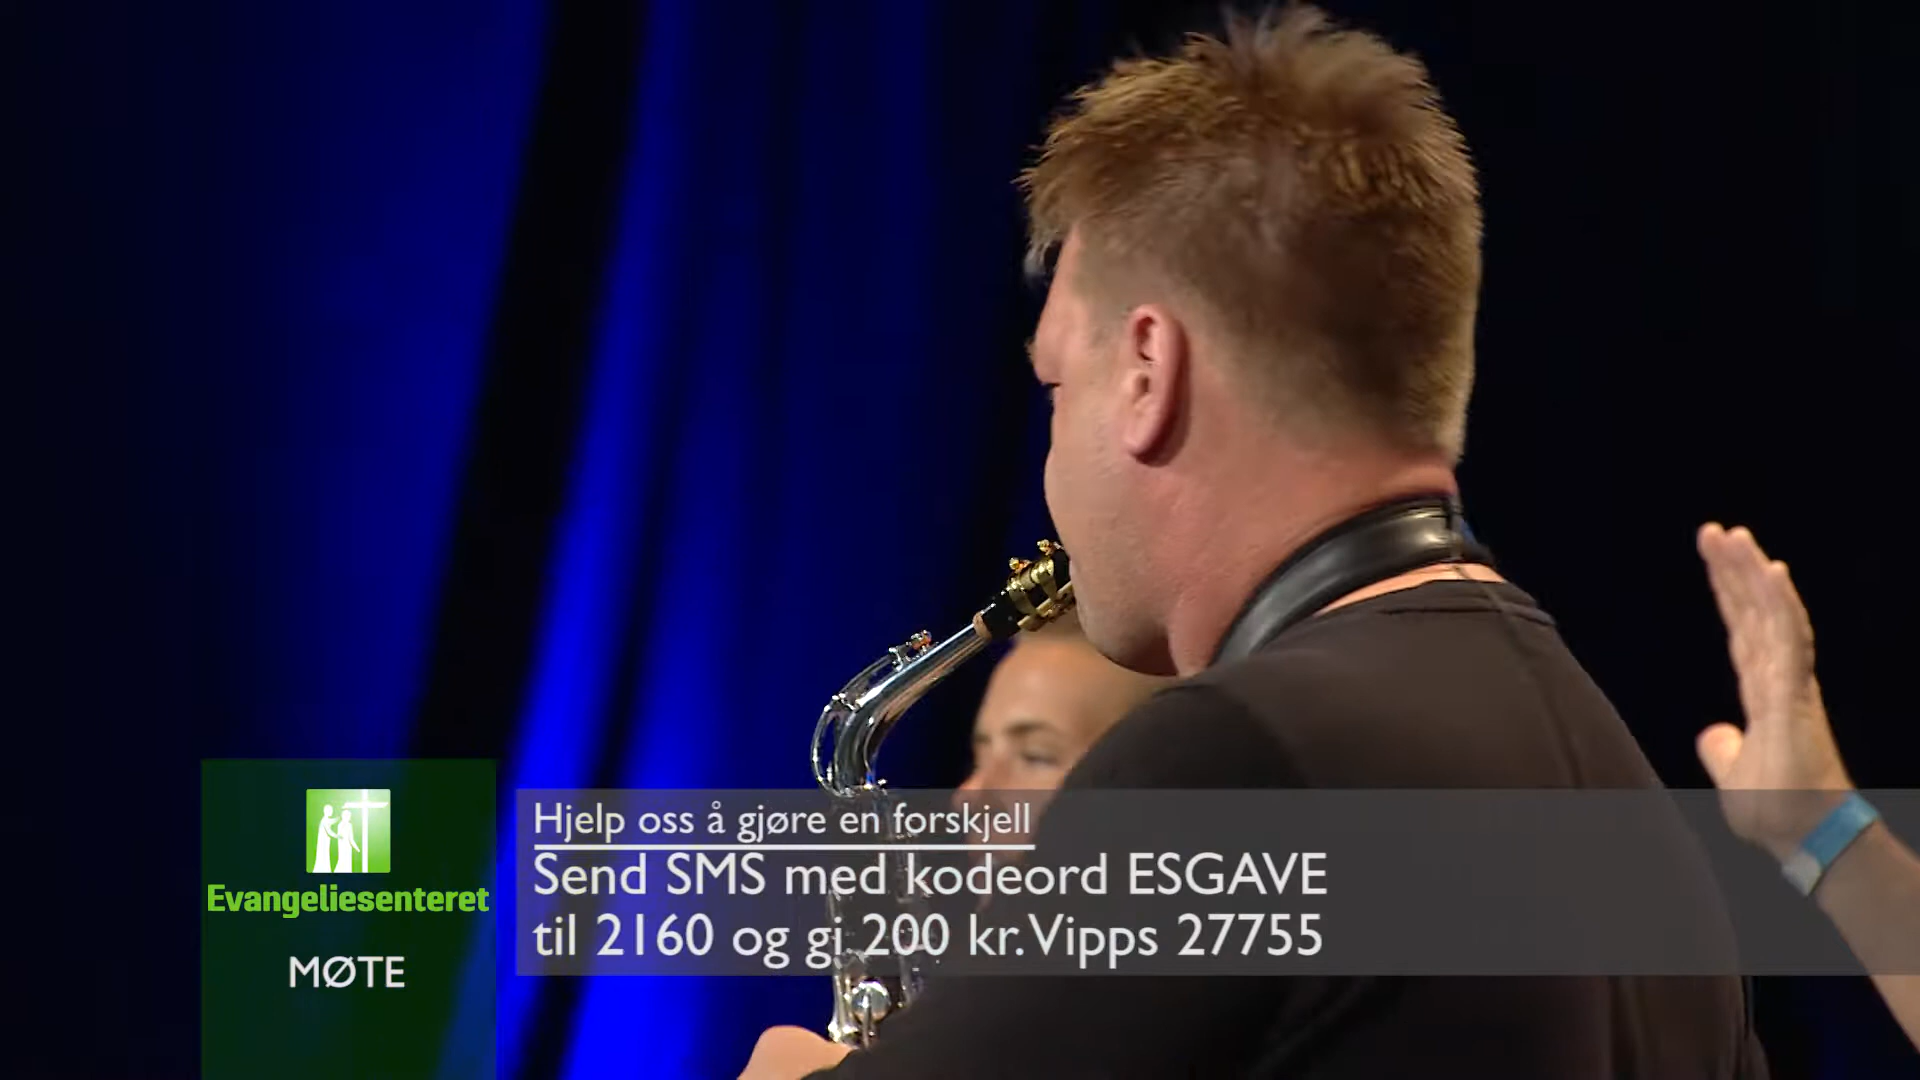 Evangeliesenteret
MØTE
Hjelp oss å gjøre en forskjell
Send SMS med kodeord ESGAVE
til 2160 og gi 200 kr. Vipps 27755